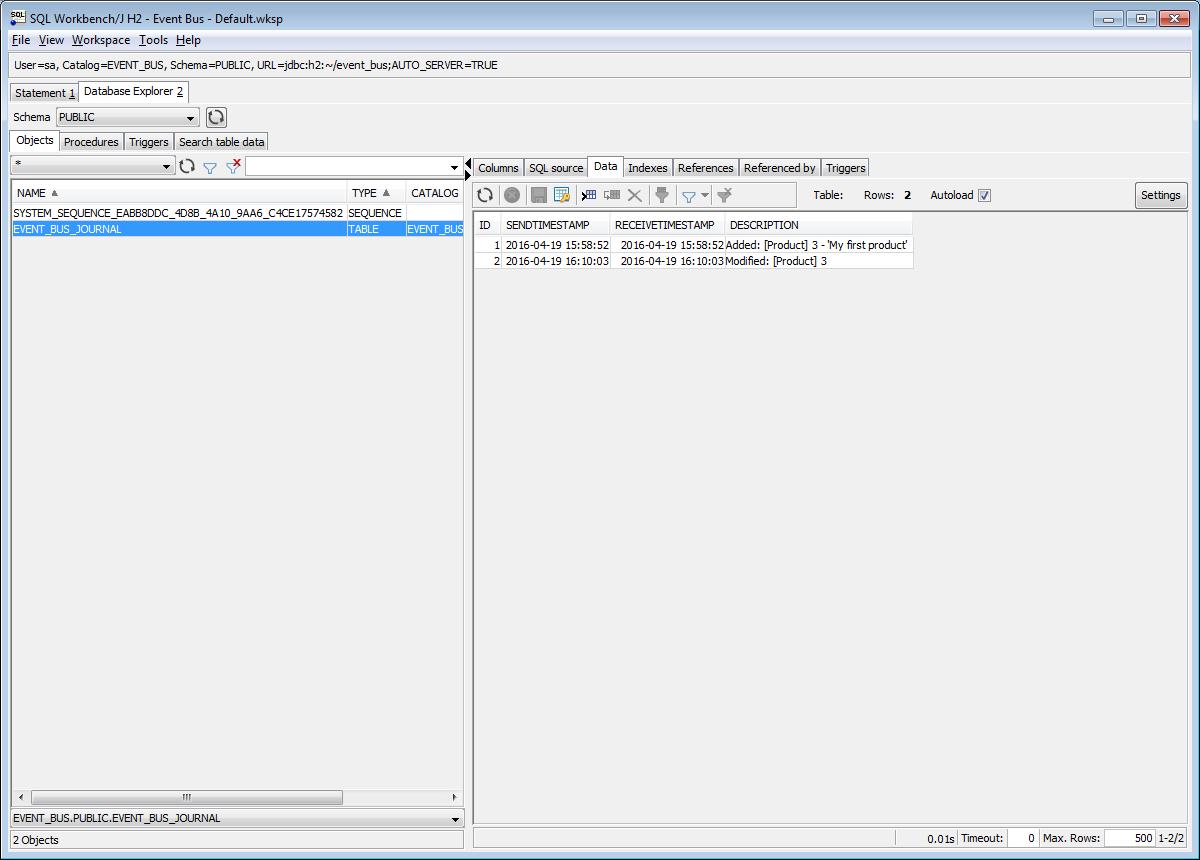 SQL Workbench/J H2 - Event Bus - Default.wksp
File View Workspace Tools Help
User=sa, Catalog=EVENT_BUS, Schema=PUBLIC, URL=jdbc:h2:~/event_bus;AUTO_SERVER=TRUE
Statement 1 Database Explorer 2
Schema PUBLIC
Objects Procedures Triggers Search table data
*
NAME TYPE CATALOG
SYSTEM_SEQUENCE_EABB8DDC_4D8B_4A10_9AA6_C4CE17574582 SEQUENCE
EVENT_BUS_JOURNAL TABLE EVENT_BUS
EVENT_BUS.PUBLIC.EVENT_BUS_JOURNAL
2 Objects
Columns SQL source Data Indexes References Referenced by Triggers
Table: Rows: 2 Autoload Settings
ID SENDTIMESTAMP RECEIVETIMESTAMP DESCRIPTION
1 2016-04-19 15:58:52 2016-04-19 15:58:52 Added: [Product] 3 - 'My first product'
2 2016-04-19 16:10:03 2016-04-19 16:10:03 Modified: [Product] 3
0.01s Timeout: 0 Max. Rows: 500 1-2/2